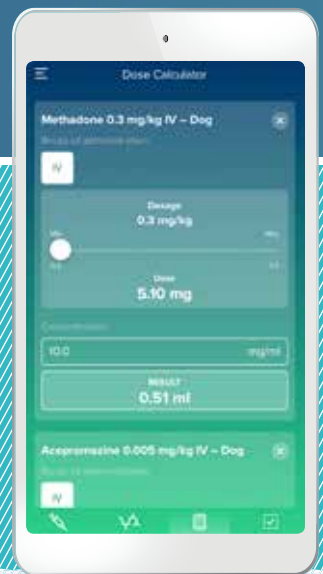 Dose Calculator
Methadone 0.3 mg/kg IV – Dog
IV
Dosage
0.3 mg/kg
Dose
5.10 mg
10.0 mg/ml
RESULT
0.51 ml
Acepromazine 0.005 mg/kg IV – Dog
IV